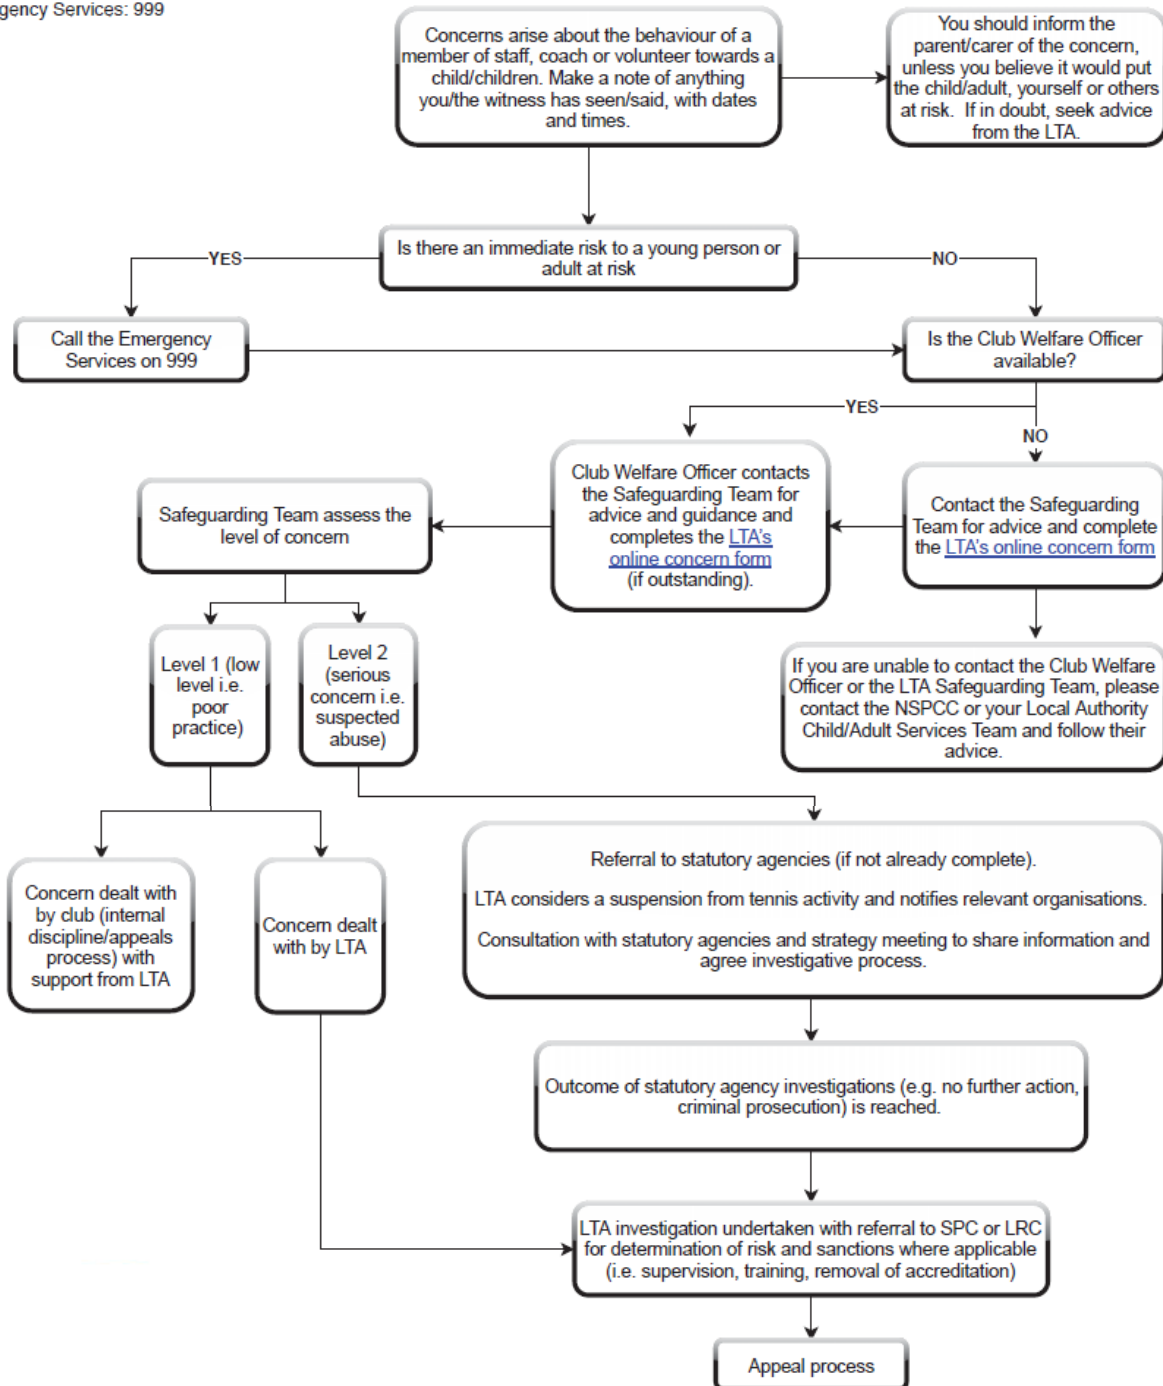 gency Services: 999
Concerns arise about the behaviour of a
member of staff, coach or volunteer towards a
child/children. Make a note of anything
you/the witness has seen/said, with dates
and times.
You should inform the
parent/carer of the concern,
unless you believe it would put
the child/adult, yourself or others
at risk. If in doubt, seek advice
from the LTA.
Is there an immediate risk to a young person or
adult at risk
YES
NO
Call the Emergency
Services on 999
Is the Club Welfare Officer
available?
YES
NO
Club Welfare Officer contacts
the Safeguarding Team for
advice and guidance and
completes the LTA's
online concern form
(if outstanding).
Contact the Safeguarding
Team for advice and complete
the LTA's online concern form
Safeguarding Team assess the
level of concern
Level 1 (low
level i.e.
poor
practice)
Level 2
(serious
concern i.e.
suspected
abuse)
If you are unable to contact the Club Welfare
Officer or the LTA Safeguarding Team, please
contact the NSPCC or your Local Authority
Child/Adult Services Team and follow their
advice.
Concern dealt with
by club (internal
discipline/appeals
process) with
support from LTA
Concern dealt
with by LTA
Referral to statutory agencies (if not already complete).
LTA considers a suspension from tennis activity and notifies relevant organisations.
Consultation with statutory agencies and strategy meeting to share information and
agree investigative process.
Outcome of statutory agency investigations (e.g. no further action,
criminal prosecution) is reached.
LTA investigation undertaken with referral to SPC or LRC
for determination of risk and sanctions where applicable
(i.e. supervision, training, removal of accreditation)
Appeal process